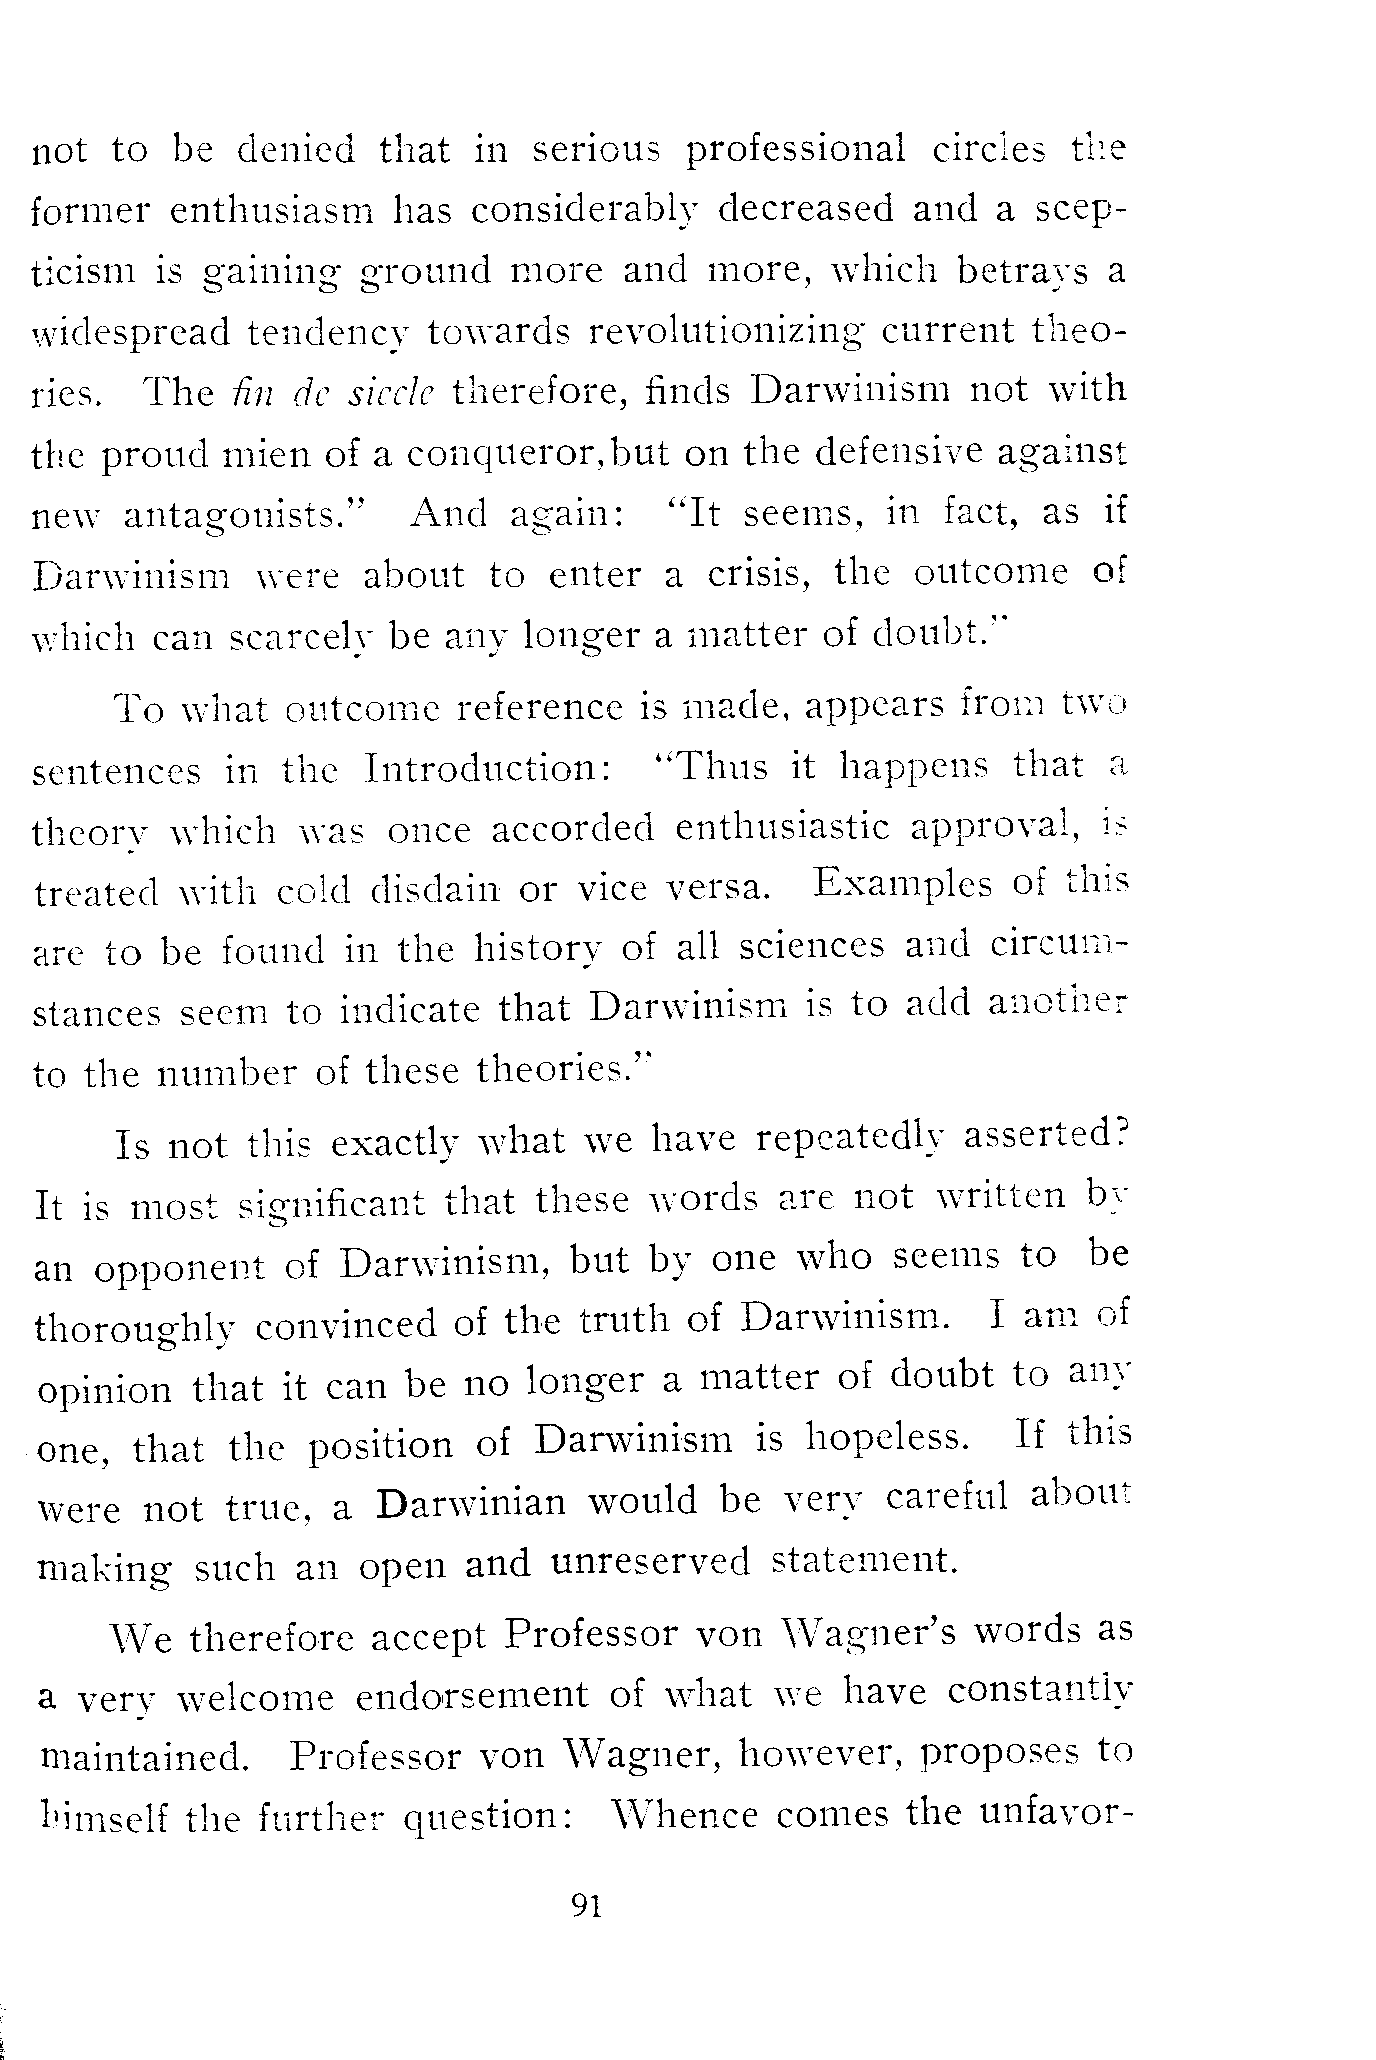 not to be denied that in serious professional circles the
former enthusiasm has considerably decreased and a scep-
ticism is gaining ground more and more, which betrays a
widespread tendency towards revolutionizing current theo-
ries. The fin de siecle therefore, finds Darwinism not with
the proud mien of a conqueror,but on the defensive against
new antagonists.” And again: “It seems, in fact, as if
Darwinism were about to enter a crisis, the outcome of
which can scarcely be any longer a matter of doubt.”
To what outcome reference is made, appears from two
sentences in the Introduction: “Thus it happens that a
theory which was once accorded enthusiastic approval, is
treated with cold disdain or vice versa. Examples of this
are to be found in the history of all sciences and circum-
stances seem to indicate that Darwinism is to add another
to the number of these theories.”
Is not this exactly what we have repeatedly asserted?
It is most significant that these words are not written by
an opponent of Darwinism, but by one who seems to be
thoroughly convinced of the truth of Darwinism. I am of
opinion that it can be no longer a matter of doubt to any
one, that the position of Darwinism is hopeless. If this
were not true, a Darwinian would be very careful about
making such an open and unreserved statement.
We therefore accept Professor von Wagner’s words as
a very welcome endorsement of what we have constantly
maintained. Professor von Wagner, however, proposes to
himself the further question: Whence comes the unfavor-
91